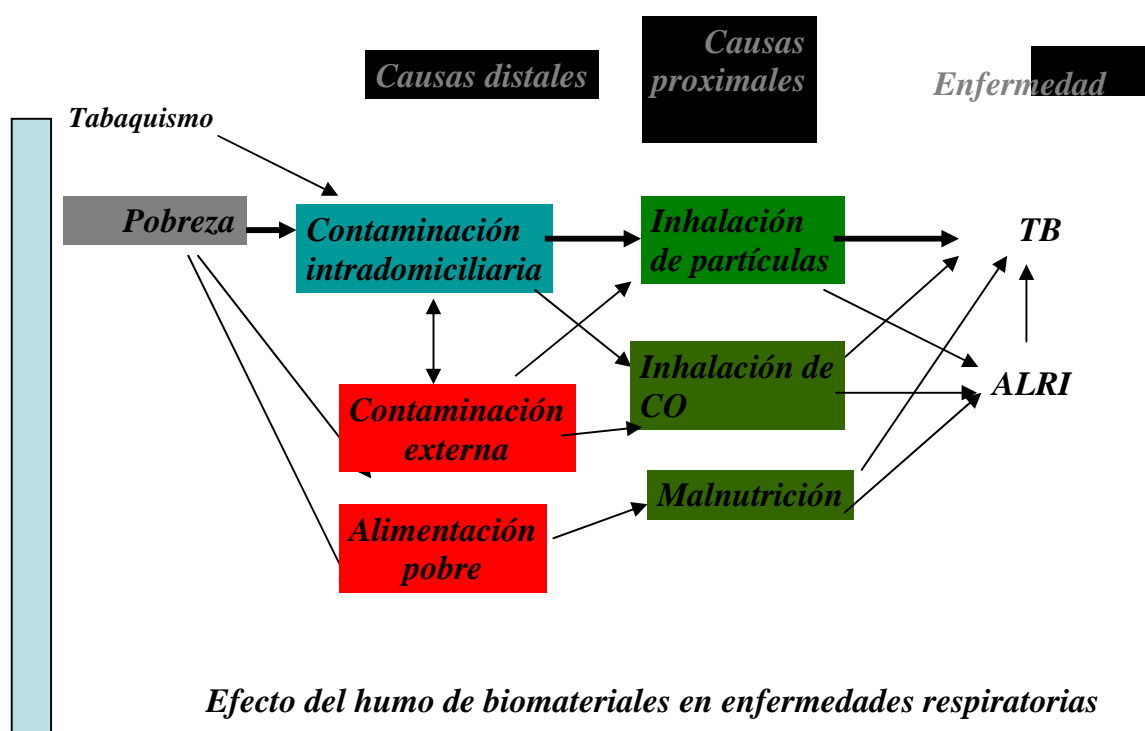 Causas distales
Causas
proximales
Enfermedad
Tabaquismo
Pobreza
Contaminación
intradomiciliaria
Inhalación
de partículas
TB
Inhalación de
CO
ALRI
Contaminación
externa
Malnutrición
Alimentación
pobre
Efecto del humo de biomateriales en enfermedades respiratorias